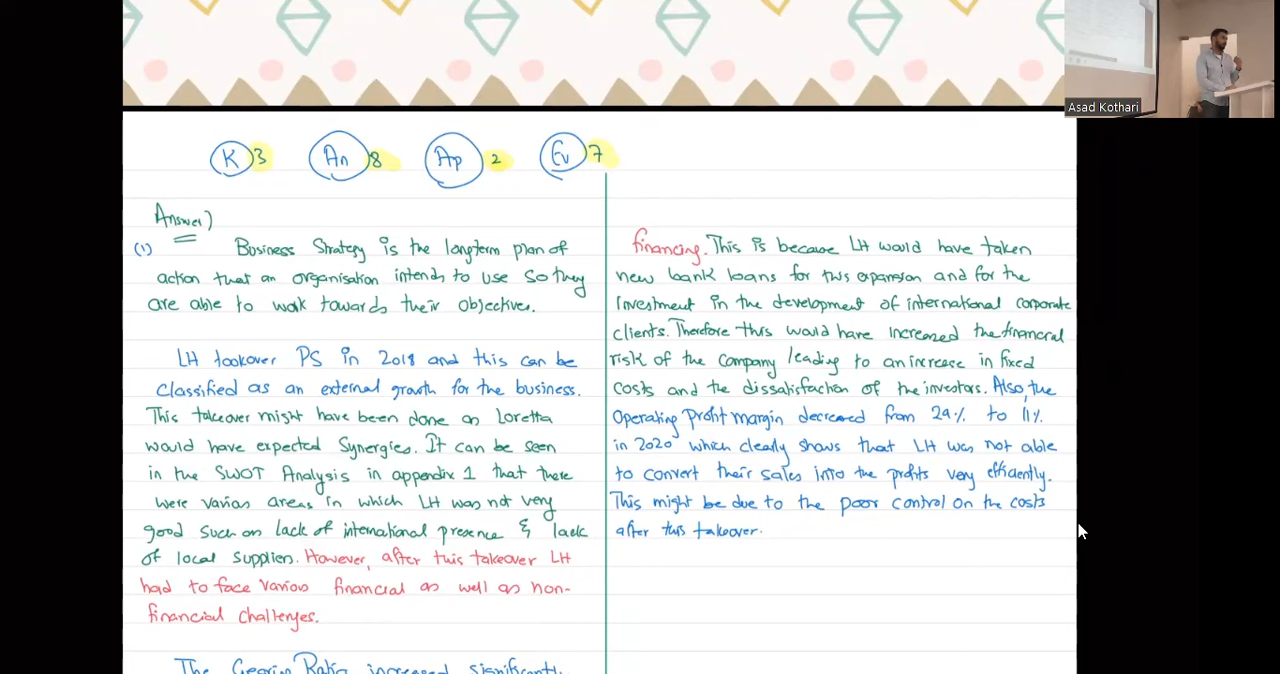 Asad Kothari
K 3 An 8 Ap 2 Ev 7
Answer)
(1) Business Strategy is the longterm plan of
action that an organisation intends to use so they
are able to work towards their objectives.
LH tookover PS in 2018 and this can be
classified as an external growth for the business.
This takeover might have been done as Loretta
would have expected Synergies. It can be seen
in the SWOT Analysis in appendix 1 that there
were various areas in which LH was not very
good such as lack of international presence & lack
of local suppliers. However, after this takeover LH
had to face various financial as well as non-
financial challenges.
The Gearing Ratio increased significantly
financing. This is because LH would have taken
new bank loans for this expansion and for the
investment in the development of international corporate
clients. Therefore this would have increased the financial
risk of the company leading to an increase in fixed
costs and the dissatisfaction of the investors. Also, the
Operating Profit margin decreased from 29% to 11%
in 2020 which clearly shows that LH was not able
to convert their sales into the profits very efficiently.
This might be due to the poor control on the costs
after this takeover.